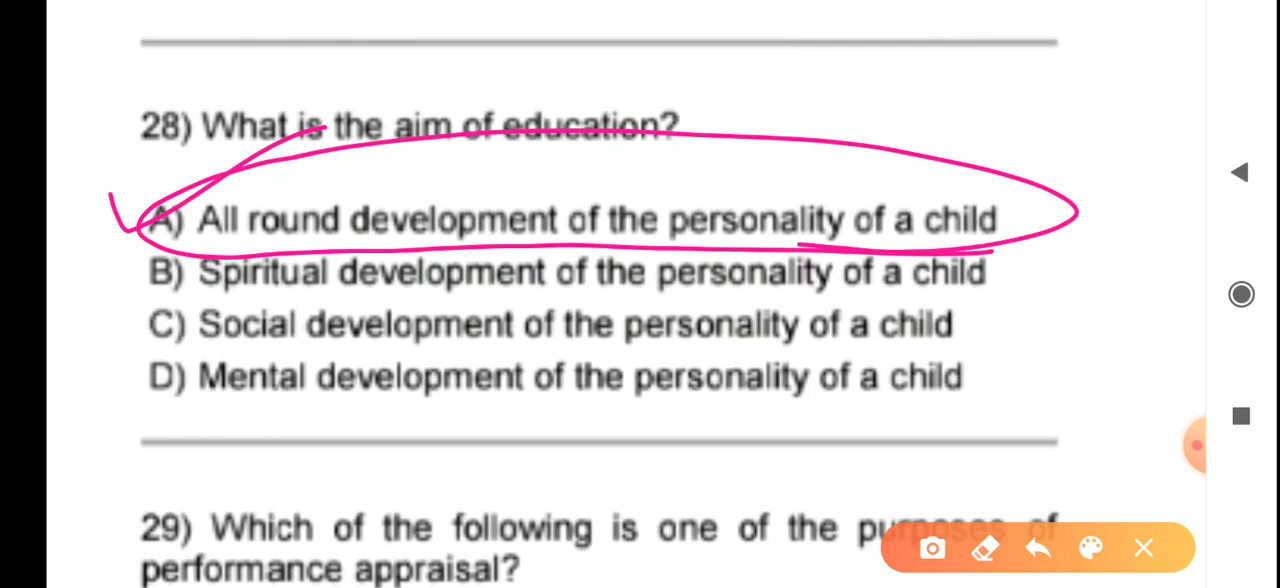 28) What is the aim of education?
A) All round development of the personality of a child
B) Spiritual development of the personality of a child
C) Social development of the personality of a child
D) Mental development of the personality of a child
29) Which of the following is one of the purposes of
performance appraisal?